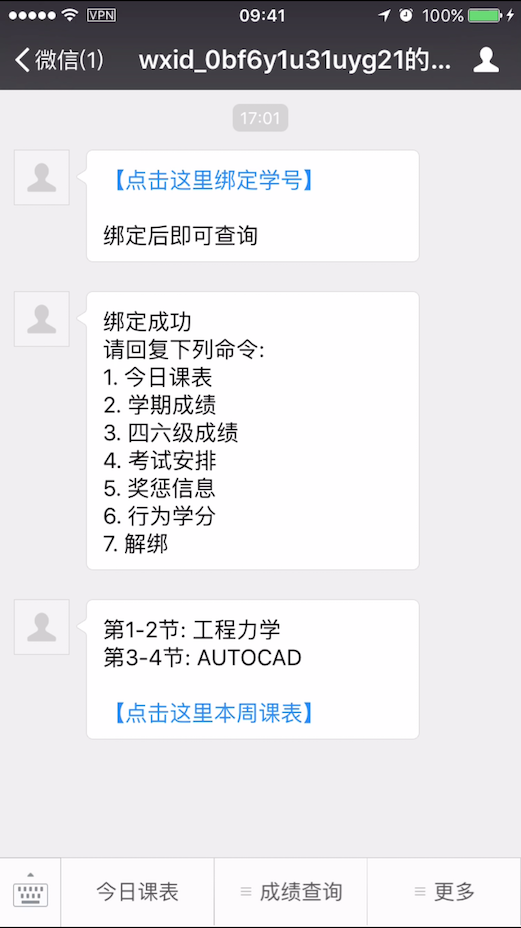 VPN 09:41 100%
微信(1) wxid_0bf6y1u31uyg21的...
17:01
【点击这里绑定学号】
绑定后即可查询
绑定成功
请回复下列命令:
1. 今日课表
2. 学期成绩
3. 四六级成绩
4. 考试安排
5. 奖惩信息
6. 行为学分
7. 解绑
第1-2节: 工程力学
第3-4节: AUTOCAD
【点击这里本周课表】
今日课表 成绩查询 更多